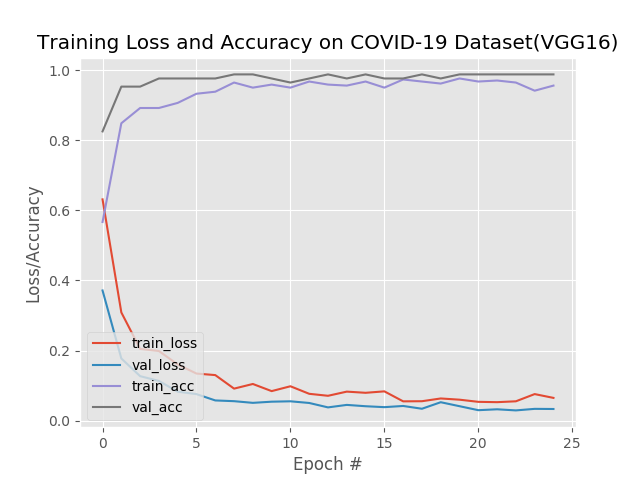 Training Loss and Accuracy on COVID-19 Dataset(VGG16)
1.0
0.8
0.6
0.4
0.2
0.0
Loss/Accuracy
train_loss
val_loss
train_acc
val_acc
0 5 10 15 20 25
Epoch #